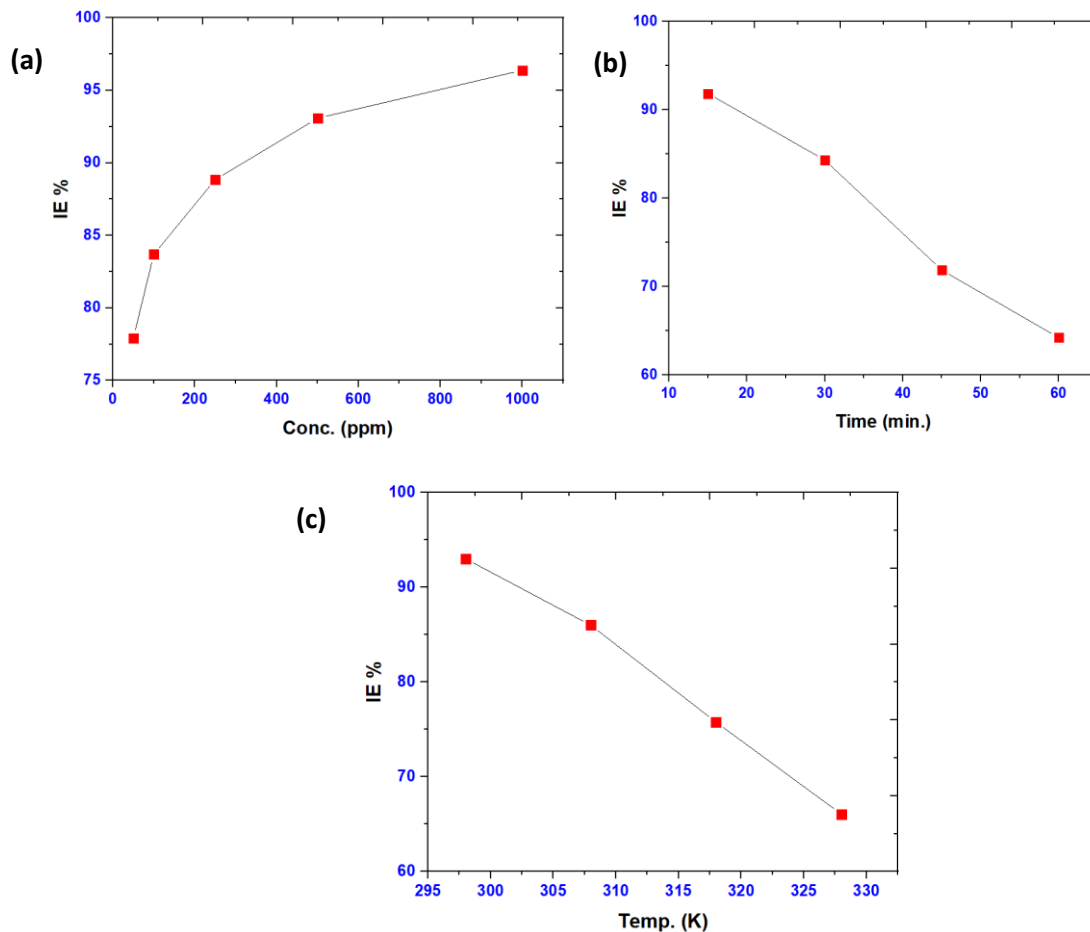 (a)
100
95
90
85
80
75
IE %
0 200 400 600 800 1000
Conc. (ppm)
(b)
100
90
80
70
60
IE %
10 20 30 40 50 60
Time (min.)
(c)
100
90
80
70
60
IE %
295 300 305 310 315 320 325 330
Temp. (K)